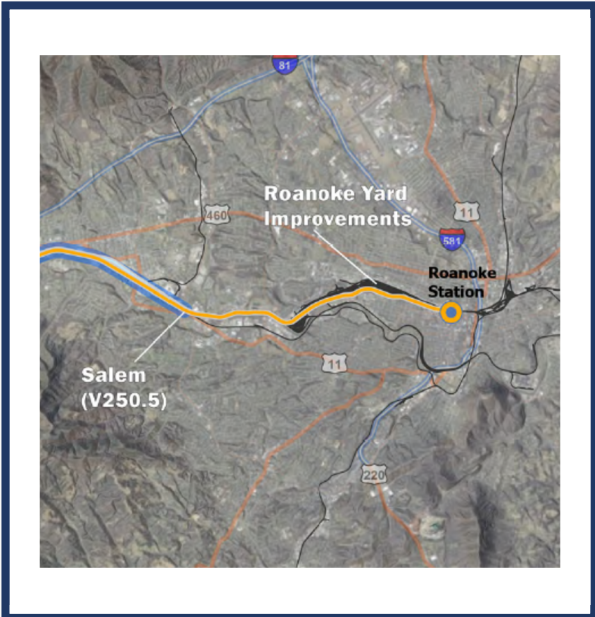 81
Roanoke Yard
Improvements
460
11
581
Roanoke
Station
Salem
(V250.5)
11
220